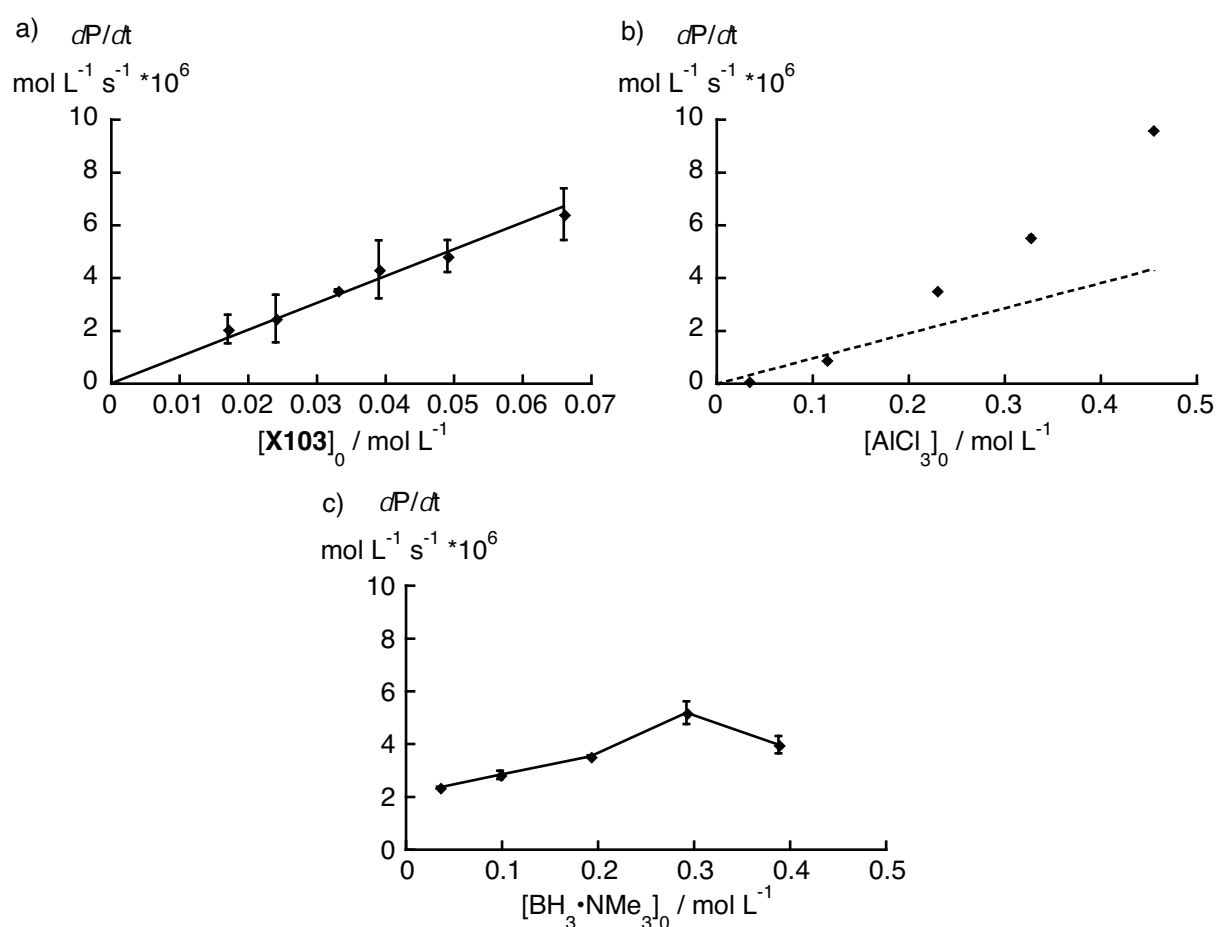 a) dP/dt
mol L⁻¹ s⁻¹ *10⁶
10
8
6
4
2
0
0 0.01 0.02 0.03 0.04 0.05 0.06 0.07
[X103]₀ / mol L⁻¹
b) dP/dt
mol L⁻¹ s⁻¹ *10⁶
10
8
6
4
2
0
0 0.1 0.2 0.3 0.4 0.5
[AlCl₃]₀ / mol L⁻¹
c) dP/dt
mol L⁻¹ s⁻¹ *10⁶
10
8
6
4
2
0
0 0.1 0.2 0.3 0.4 0.5
[BH₃•NMe₃]₀ / mol L⁻¹